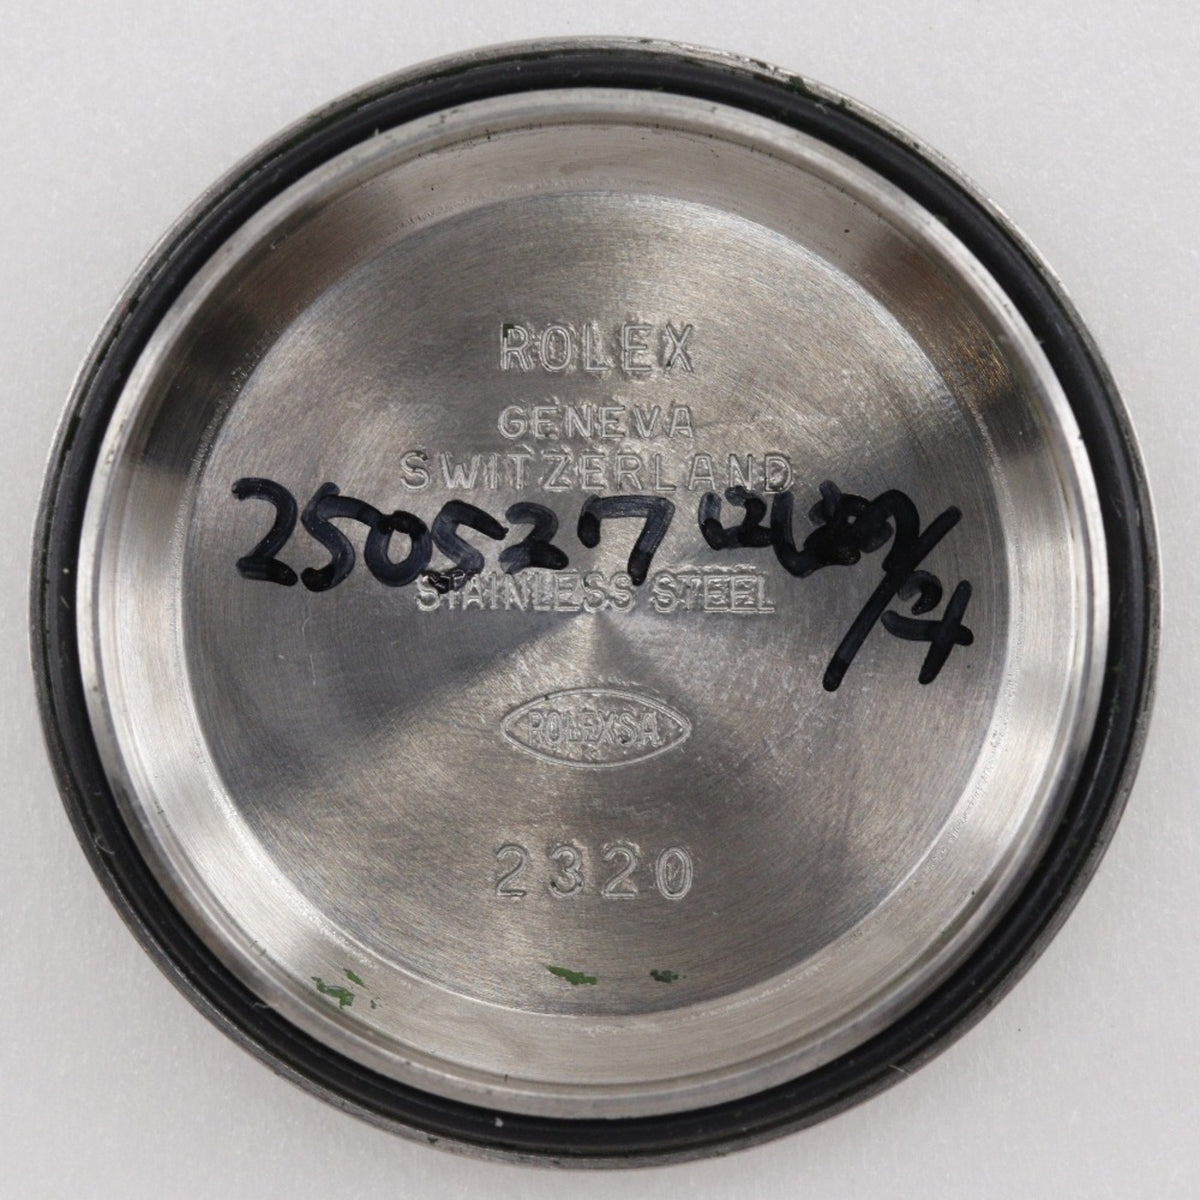 ROLEX
GENEVA
SWITZERLAND
250527
STAINLESS STEEL
ROLEXSA
2320